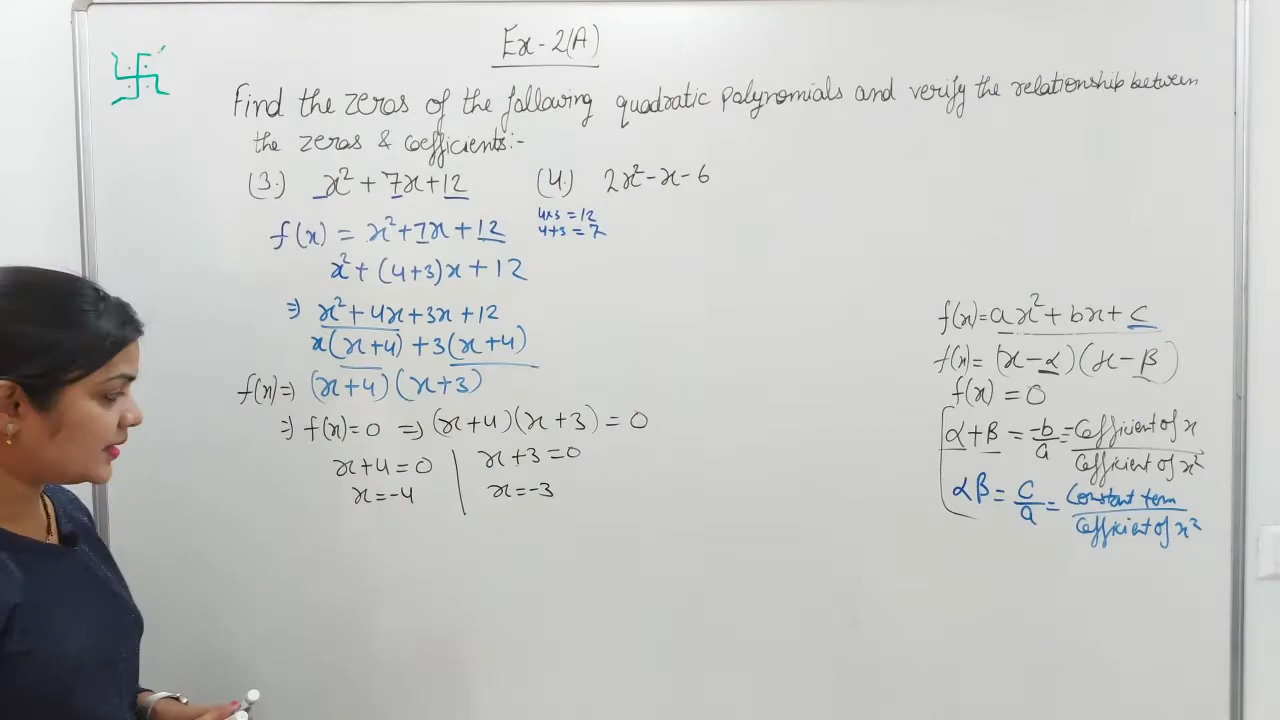 Ex - 2(A)
Find the zeros of the following quadratic polynomials and verify the relationship between
the zeros & coefficients:-
(3.) x² + 7x + 12 (4.) 2x² - x - 6
f(x) = x² + 7x + 12
4×3 = 12
4+3 = 7
x² + (4+3)x + 12
⇒ x² + 4x + 3x + 12
x(x+4) + 3(x+4)
f(x) ⇒ (x+4)(x+3)
⇒ f(x) = 0 ⇒ (x+4)(x+3) = 0
x+4 = 0 | x+3 = 0
x = -4 | x = -3
f(x) = ax² + bx + c
f(x) = (x - α)(x - β)
f(x) = 0
α + β = -b/a = -Cofficient of x / Cofficient of x²
αβ = c/a = Constant term / Cofficient of x²